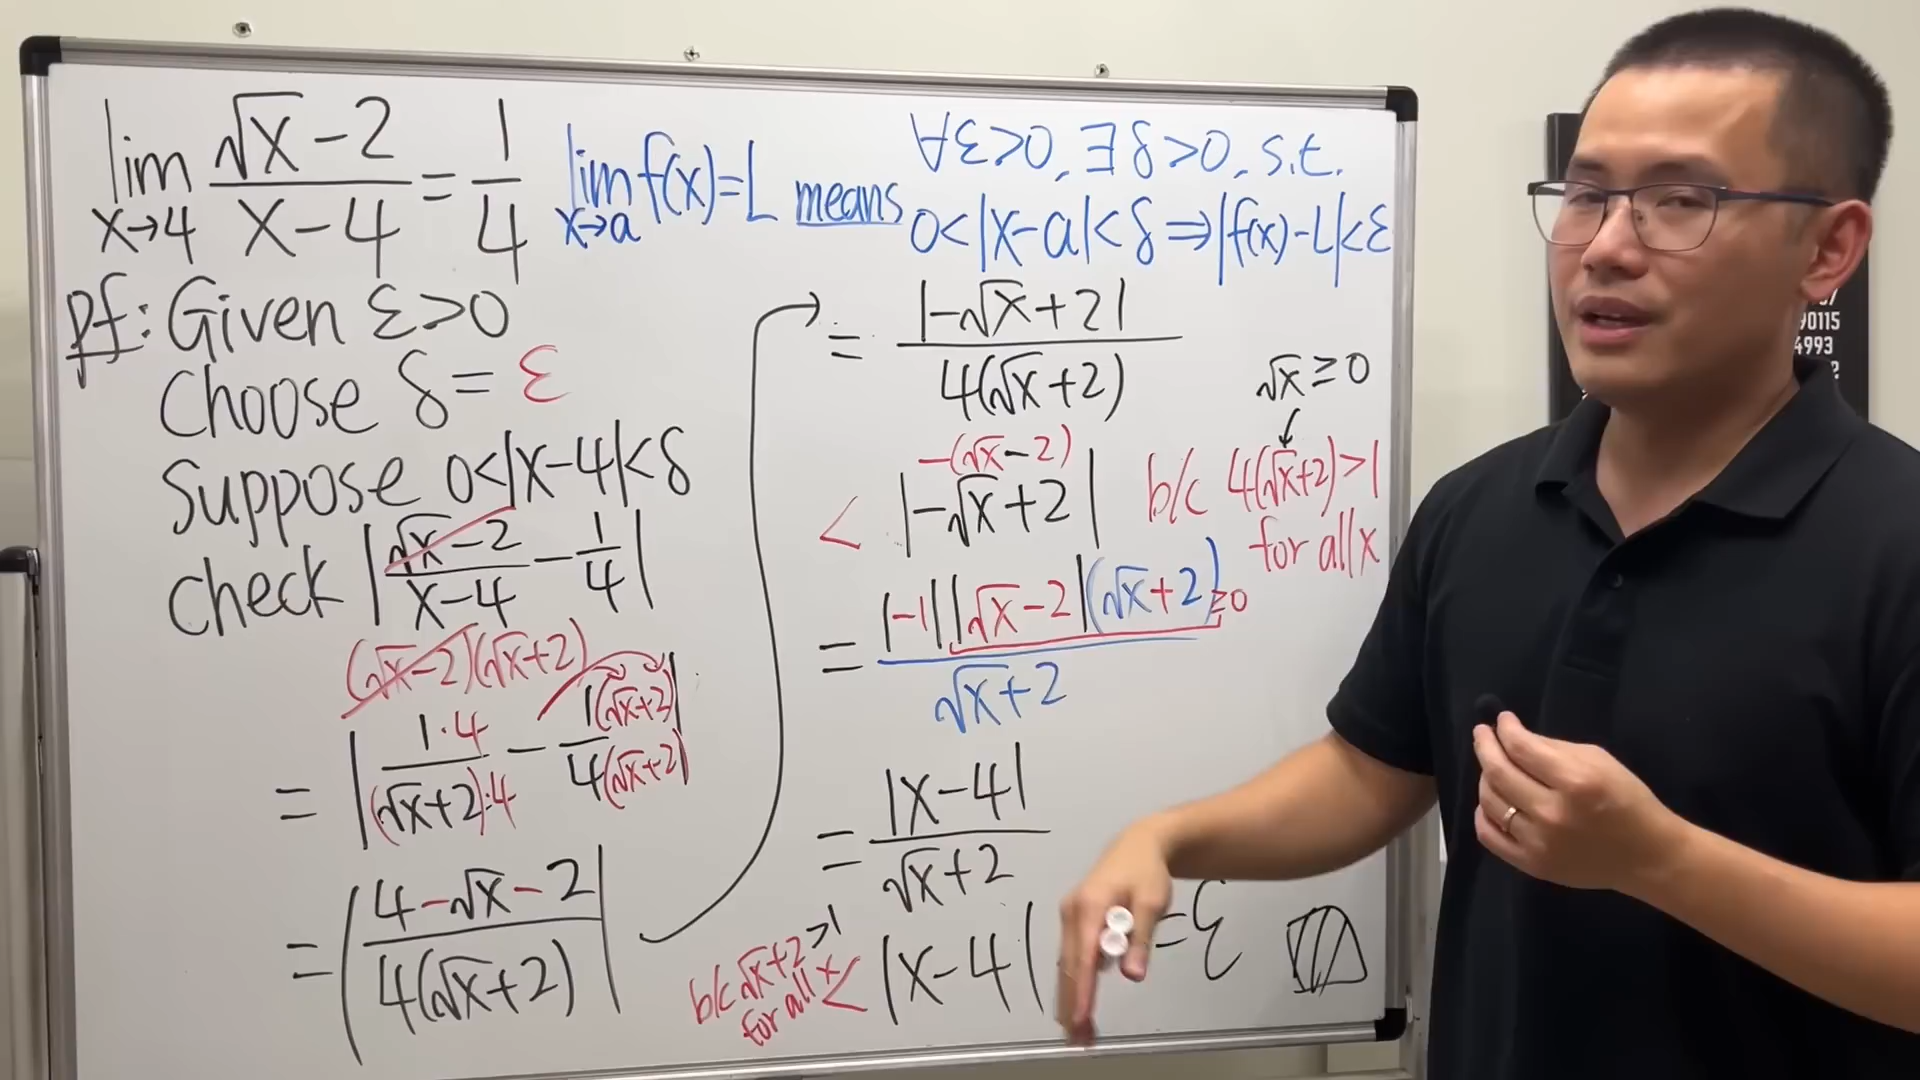 lim x→4 (√x-2)/(x-4) = 1/4
lim x→a f(x)=L means
∀ε>0, ∃δ>0, s.t.
0<|x-a|<δ ⇒ |f(x)-L|<ε
pf: Given ε>0
Choose δ= ε
Suppose 0<|x-4|<δ
check |(√x-2)/(x-4) - 1/4|
(√x-2)(√x+2)
= |1·4/((√x+2)·4) - 1(√x+2)/(4(√x+2))|
= |(4-√x-2)/(4(√x+2))|
= |-√x+2|/(4(√x+2))
√x≥0
-(√x-2)
< |-√x+2| b/c 4(√x+2)>1
for all x
= |-1||√x-2|(√x+2)/(√x+2)
≥0
= |x-4|/(√x+2)
b/c √x+2>1
for all x
< |x-4| =ε
90115
4993